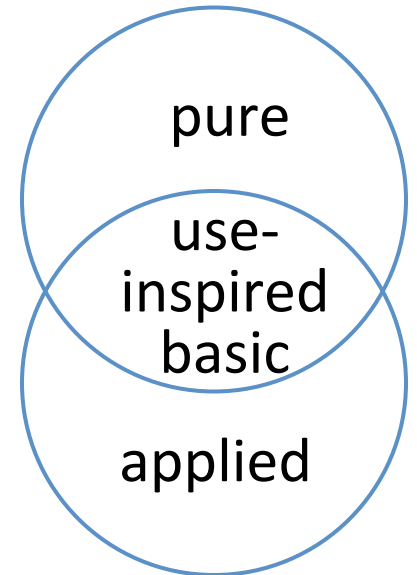 pure
use-
inspired
basic
applied